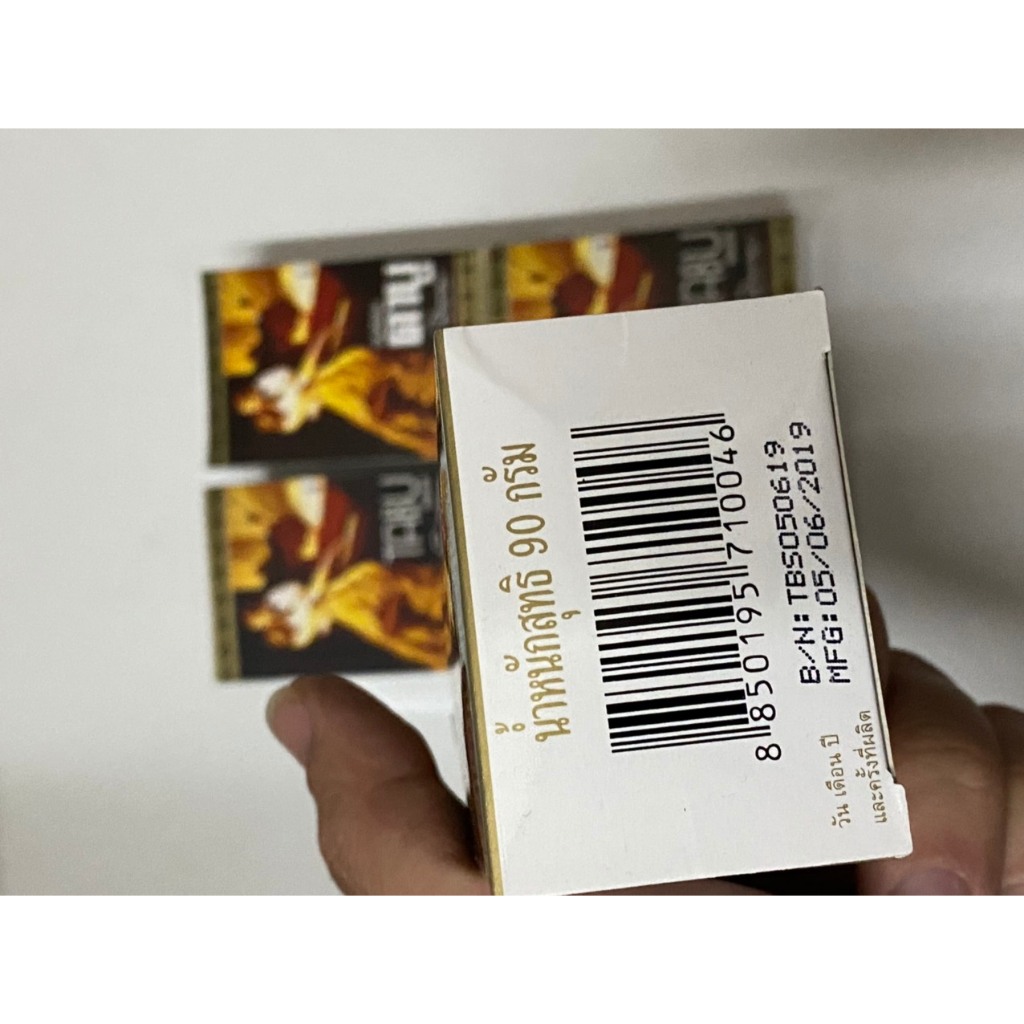 น้ำหนักสุทธิ 90 กรัม
8 850195 710046
B/N: TBS050619
MFG: 05/06/2019
วัน เดือน ปี
และครั้งที่ผลิต